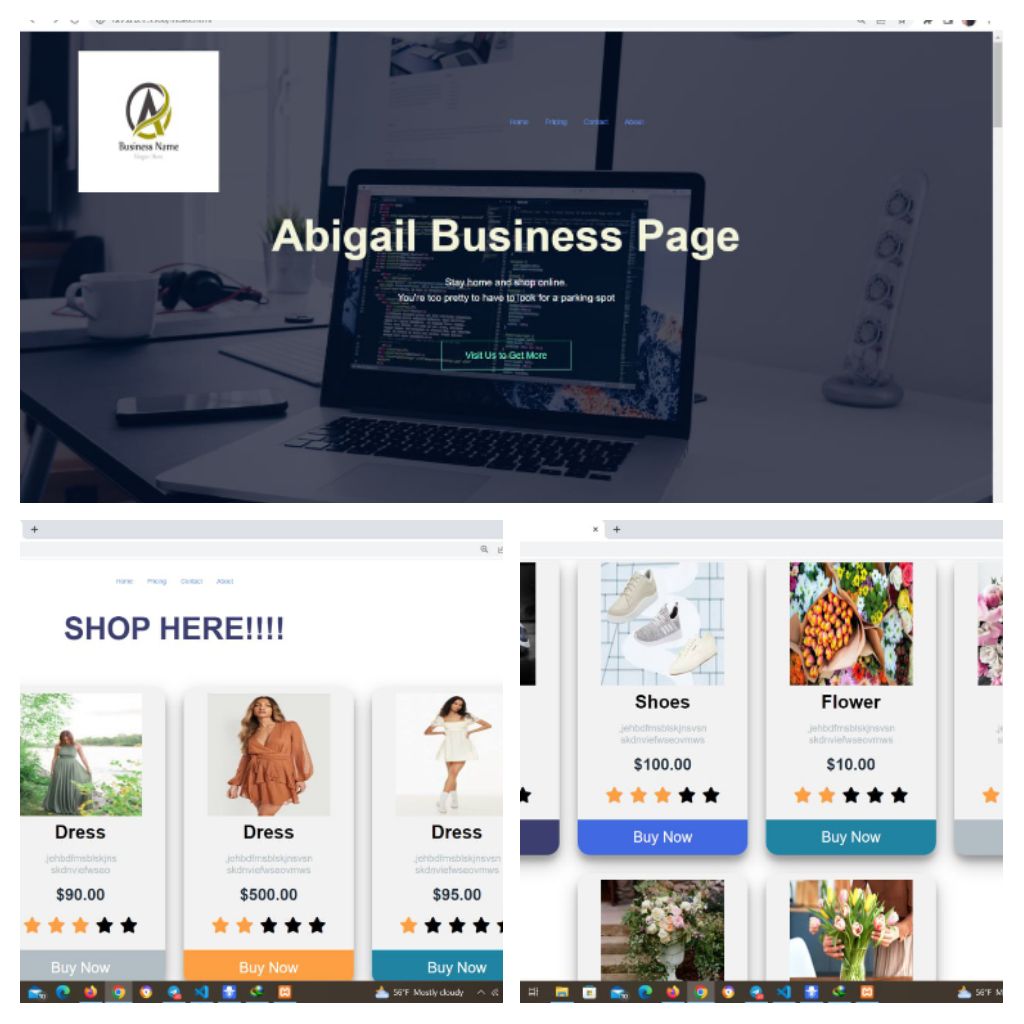 Business Name
Home Pricing Contact About
Abigail Business Page
Stay home and shop online.
You're too pretty to have to look for a parking spot
Visit Us to Get More
Home Pricing Contact About
SHOP HERE!!!!
Dress
.jehbdfmsblskjns
skdnviefwseo
$90.00
Buy Now
Dress
.jehbdfmsblskjnsvsn
skdnviefwseovmws
$500.00
Buy Now
Dress
.jehbdfmsblskjnsvsn
skdnviefwseovmws
$95.00
Buy Now
56°F Mostly cloudy
Shoes
.jehbdfmsblskjnsvsn
skdnviefwseovmws
$100.00
Buy Now
Flower
.jehbdfmsblskjnsvsn
skdnviefwseovmws
$10.00
Buy Now
56°F